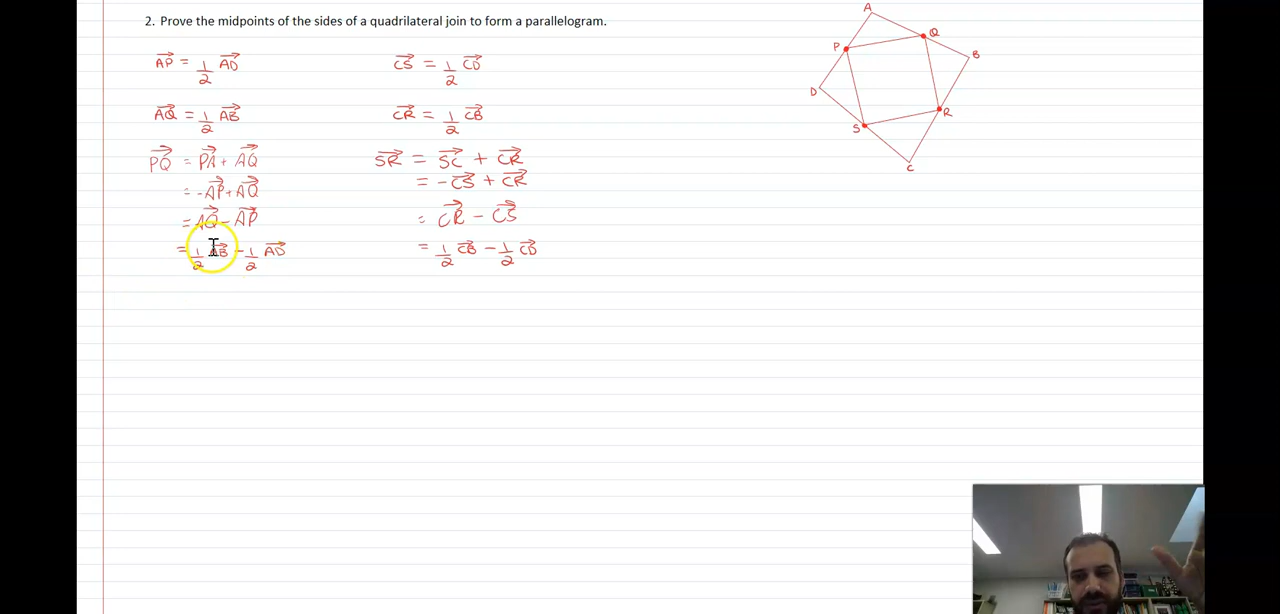 2. Prove the midpoints of the sides of a quadrilateral join to form a parallelogram.
AP→ = 1/2 AD→
AQ→ = 1/2 AB→
PQ→ = PA→ + AQ→
= -AP→ + AQ→
= AQ→ - AP→
= 1/2 AB→ - 1/2 AD→
CS→ = 1/2 CD→
CR→ = 1/2 CB→
SR→ = SC→ + CR→
= -CS→ + CR→
= CR→ - CS→
= 1/2 CB→ - 1/2 CD→
A
Q
P
B
D
R
S
C